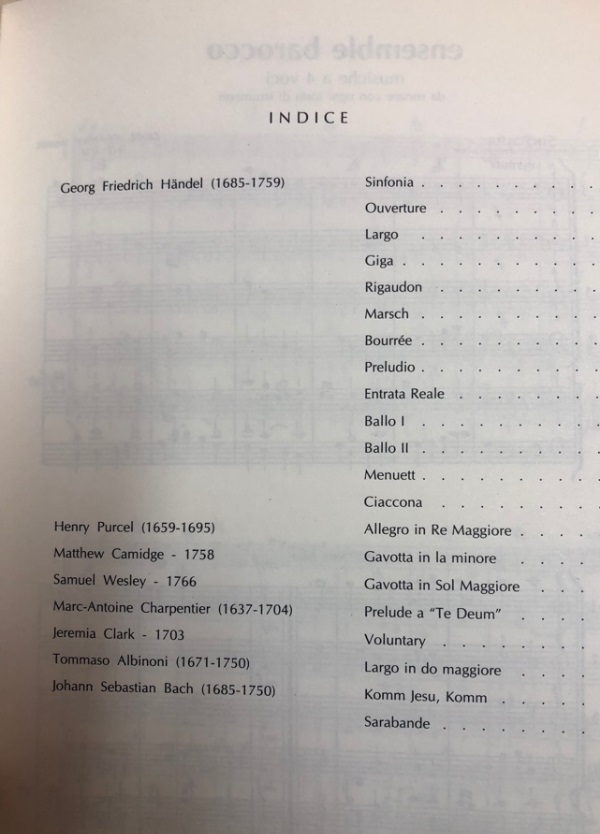 INDICE
Georg Friedrich Händel (1685-1759) Sinfonia . . . . . . . . . .
Ouverture . . . . . . . . .
Largo . . . . . . . . . .
Giga . . . . . . . . . . .
Rigaudon . . . . . . . . .
Marsch . . . . . . . . . .
Bourrée . . . . . . . . . .
Preludio . . . . . . . . . .
Entrata Reale . . . . . . . .
Ballo I . . . . . . . . . .
Ballo II . . . . . . . . . .
Menuett . . . . . . . . . .
Ciaccona . . . . . . . . .
Henry Purcel (1659-1695) Allegro in Re Maggiore . . . .
Matthew Camidge - 1758 Gavotta in la minore . . . .
Samuel Wesley - 1766 Gavotta in Sol Maggiore . . .
Marc-Antoine Charpentier (1637-1704) Prelude a "Te Deum" . . . .
Jeremia Clark - 1703 Voluntary . . . . . . . .
Tommaso Albinoni (1671-1750) Largo in do maggiore . . . .
Johann Sebastian Bach (1685-1750) Komm Jesu, Komm . . . . .
Sarabande . . . . . . . .